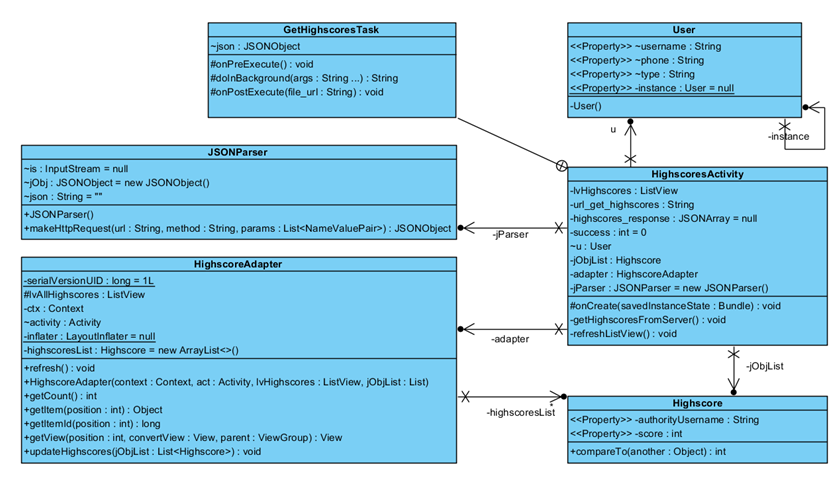 GetHighscoresTask
~json : JSONObject
#onPreExecute() : void
#doInBackground(args : String ...) : String
#onPostExecute(file_url : String) : void
User
<<Property>> ~username : String
<<Property>> ~phone : String
<<Property>> ~type : String
<<Property>> -instance : User = null
-User()
u
-instance
JSONParser
~is : InputStream = null
~jObj : JSONObject = new JSONObject()
~json : String = ""
+JSONParser()
+makeHttpRequest(url : String, method : String, params : List<NameValuePair>) : JSONObject
-jParser
HighscoresActivity
-lvHighscores : ListView
-url_get_highscores : String
-highscores_response : JSONArray = null
-success : int = 0
~u : User
-jObjList : Highscore
-adapter : HighscoreAdapter
-jParser : JSONParser = new JSONParser()
#onCreate(savedInstanceState : Bundle) : void
-getHighscoresFromServer() : void
-refreshListView() : void
HighscoreAdapter
-serialVersionUID : long = 1L
#lvAllHighscores : ListView
-ctx : Context
~activity : Activity
-inflater : LayoutInflater = null
-highscoresList : Highscore = new ArrayList<>()
+refresh() : void
+HighscoreAdapter(context : Context, act : Activity, lvHighscores : ListView, jObjList : List)
+getCount() : int
+getItem(position : int) : Object
+getItemId(position : int) : long
+getView(position : int, convertView : View, parent : ViewGroup) : View
+updateHighscores(jObjList : List<Highscore>) : void
-adapter
-jObjList
*
-highscoresList
Highscore
<<Property>> -authorityUsername : String
<<Property>> -score : int
+compareTo(another : Object) : int